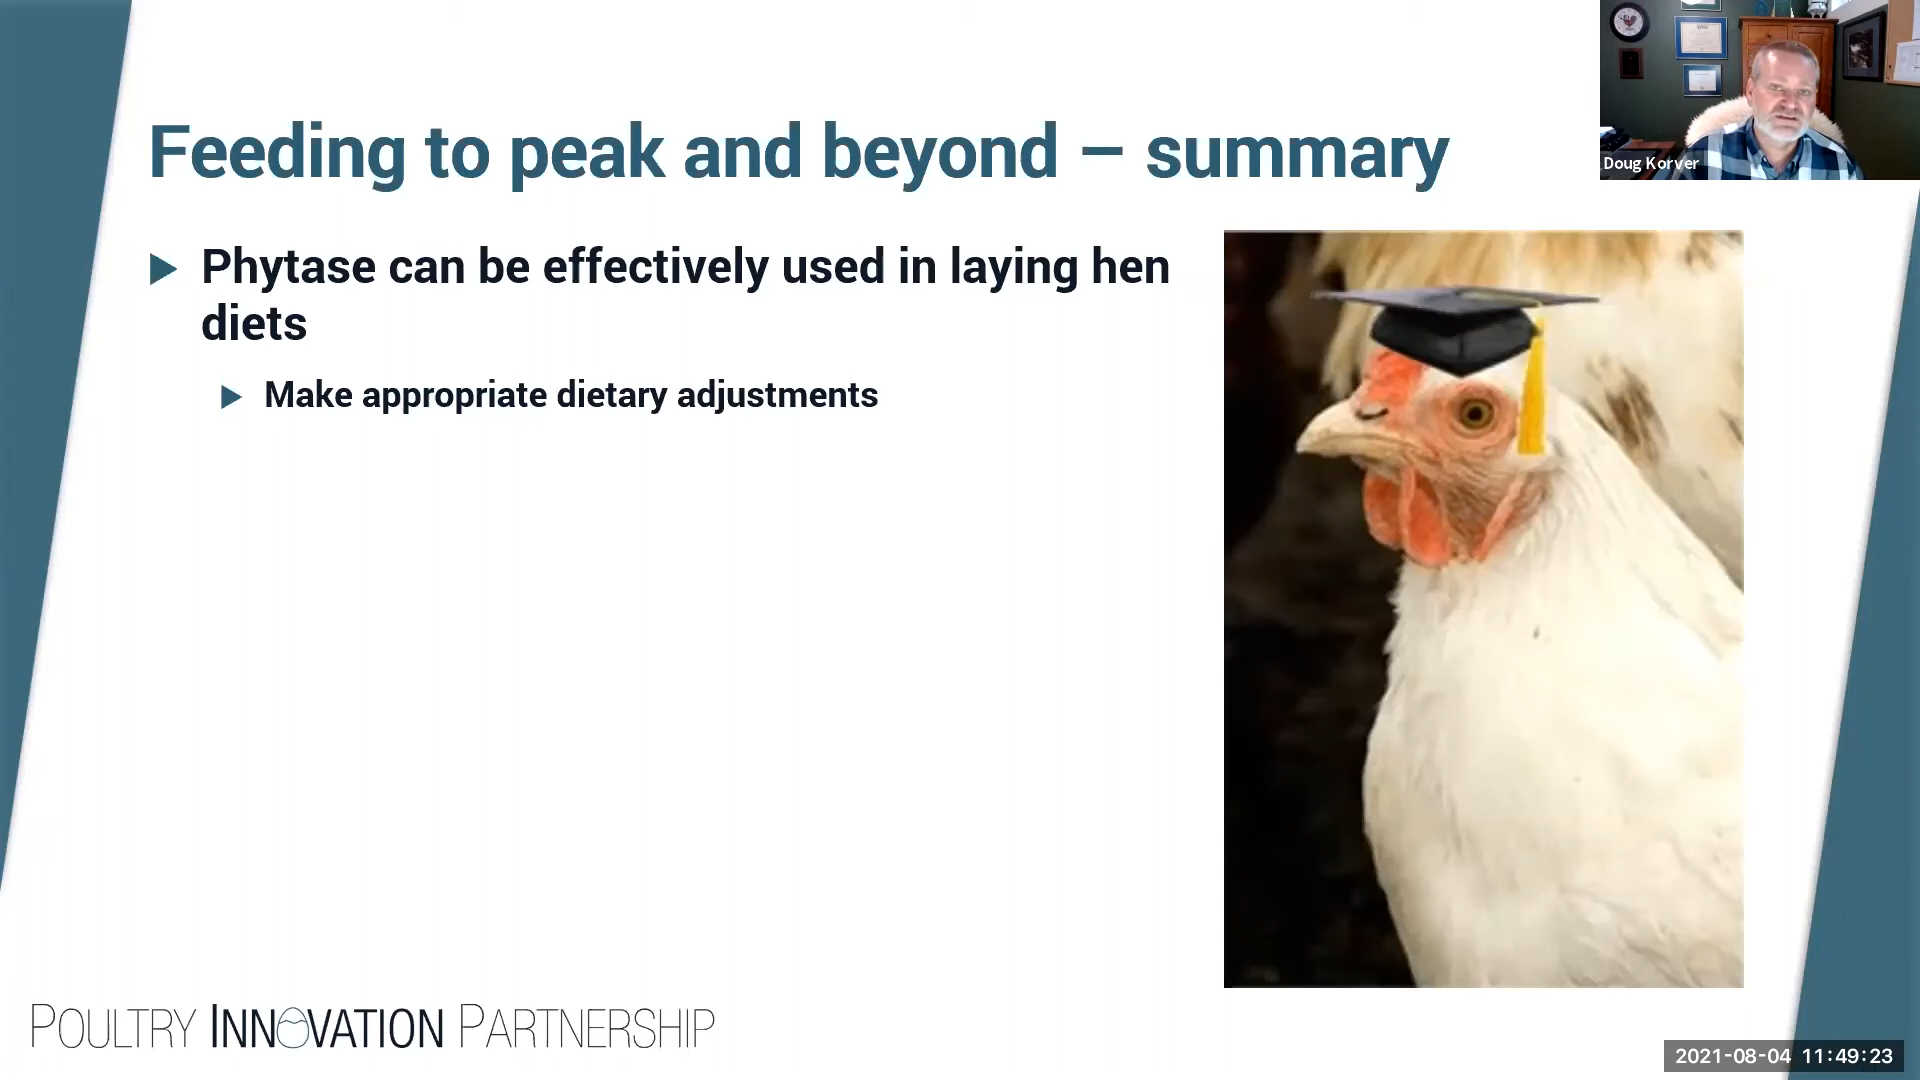 Feeding to peak and beyond – summary
Doug Korver
Phytase can be effectively used in laying hen
diets
Make appropriate dietary adjustments
POULTRY INNOVATION PARTNERSHIP
2021-08-04 11:49:23